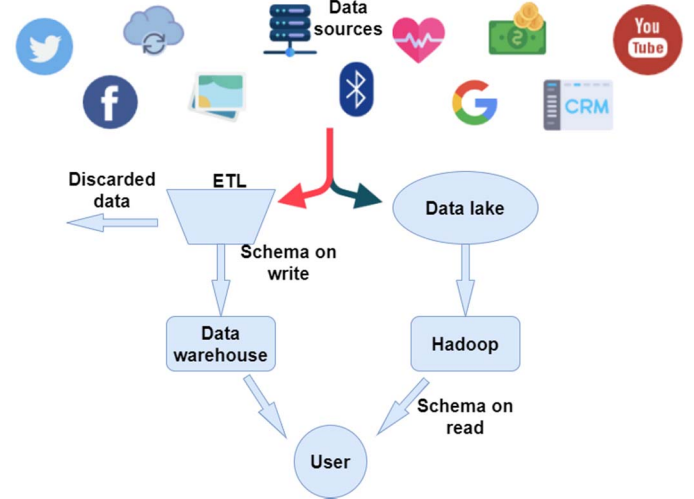 Data
sources
You
Tube
f
G
CRM
Discarded
data
ETL
Data lake
Schema on
write
Data
warehouse
Hadoop
Schema on
read
User